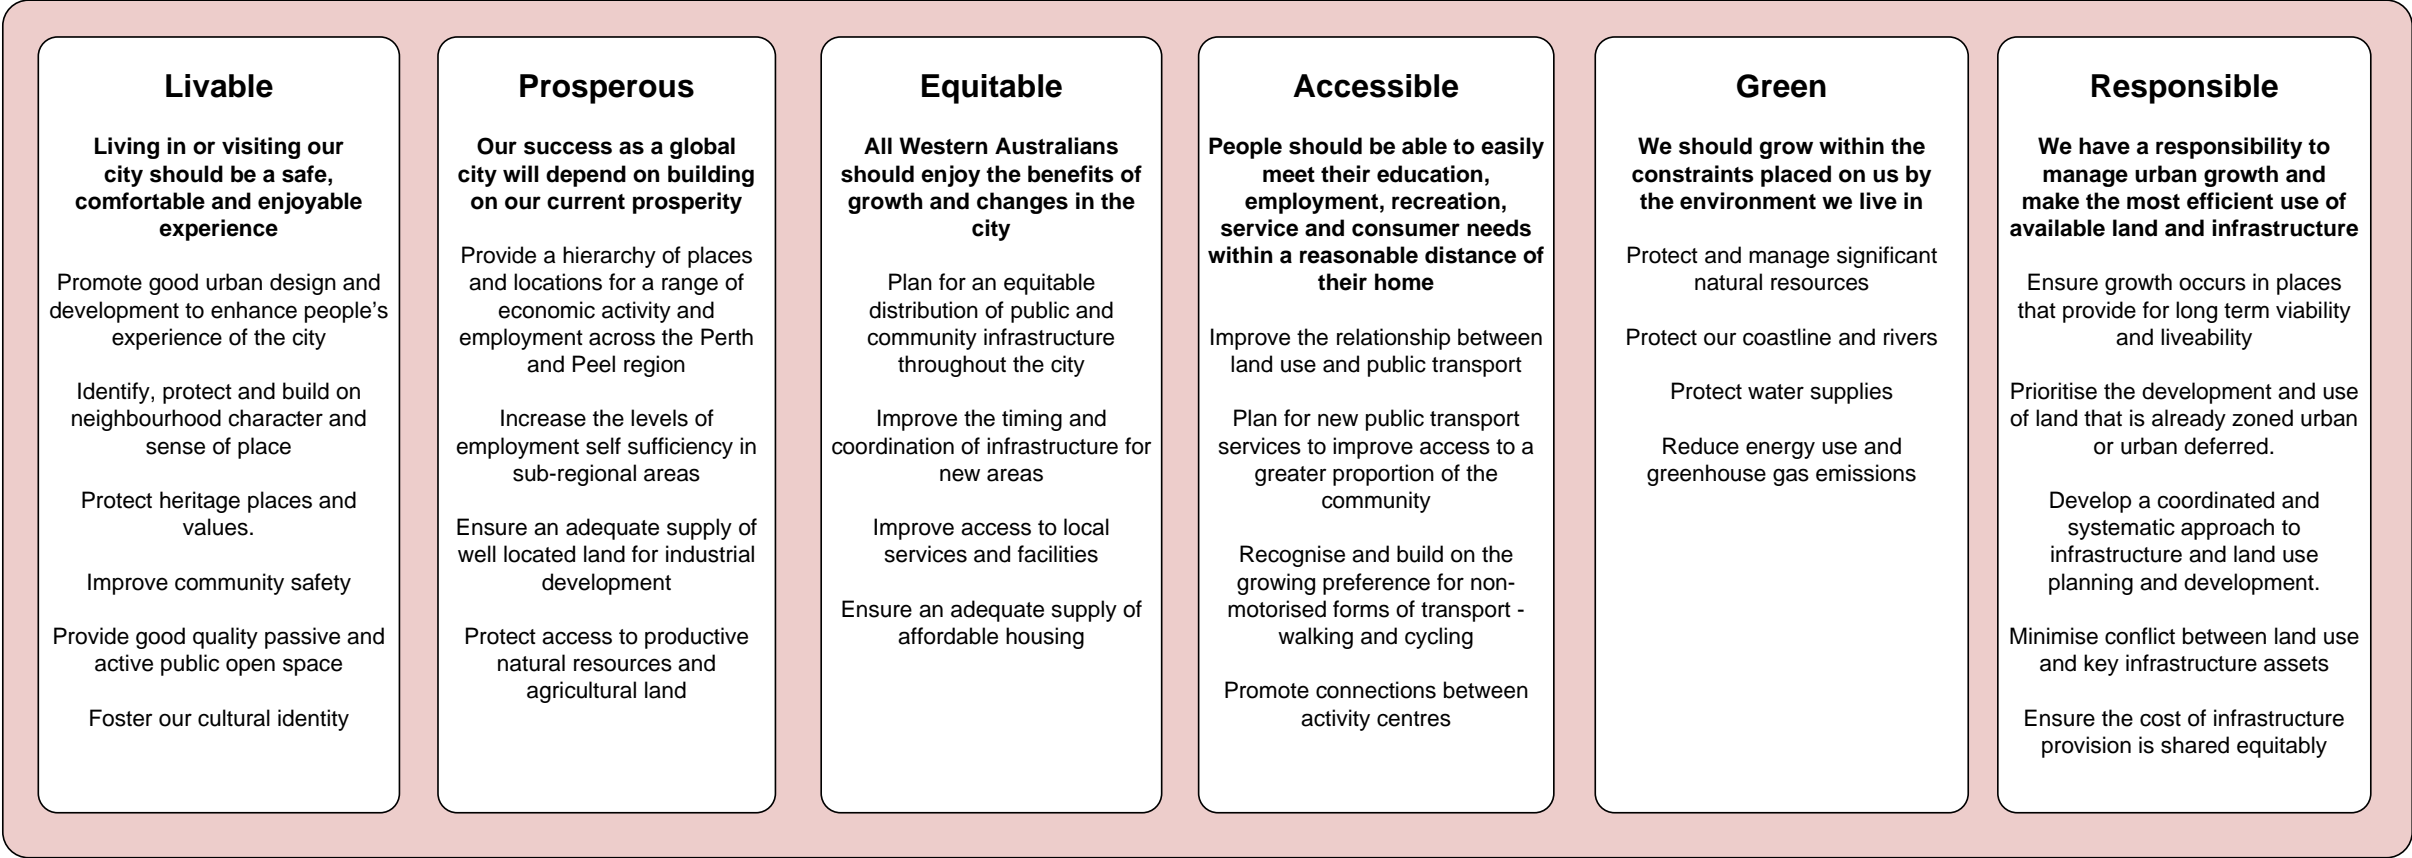 Livable
Living in or visiting our
city should be a safe,
comfortable and enjoyable
experience
Promote good urban design and
development to enhance people’s
experience of the city
Identify, protect and build on
neighbourhood character and
sense of place
Protect heritage places and
values.
Improve community safety
Provide good quality passive and
active public open space
Foster our cultural identity
Prosperous
Our success as a global
city will depend on building
on our current prosperity
Provide a hierarchy of places
and locations for a range of
economic activity and
employment across the Perth
and Peel region
Increase the levels of
employment self sufficiency in
sub-regional areas
Ensure an adequate supply of
well located land for industrial
development
Protect access to productive
natural resources and
agricultural land
Equitable
All Western Australians
should enjoy the benefits of
growth and changes in the
city
Plan for an equitable
distribution of public and
community infrastructure
throughout the city
Improve the timing and
coordination of infrastructure for
new areas
Improve access to local
services and facilities
Ensure an adequate supply of
affordable housing
Accessible
People should be able to easily
meet their education,
employment, recreation,
service and consumer needs
within a reasonable distance of
their home
Improve the relationship between
land use and public transport
Plan for new public transport
services to improve access to a
greater proportion of the
community
Recognise and build on the
growing preference for non-
motorised forms of transport -
walking and cycling
Promote connections between
activity centres
Green
We should grow within the
constraints placed on us by
the environment we live in
Protect and manage significant
natural resources
Protect our coastline and rivers
Protect water supplies
Reduce energy use and
greenhouse gas emissions
Responsible
We have a responsibility to
manage urban growth and
make the most efficient use of
available land and infrastructure
Ensure growth occurs in places
that provide for long term viability
and liveability
Prioritise the development and use
of land that is already zoned urban
or urban deferred.
Develop a coordinated and
systematic approach to
infrastructure and land use
planning and development.
Minimise conflict between land use
and key infrastructure assets
Ensure the cost of infrastructure
provision is shared equitably